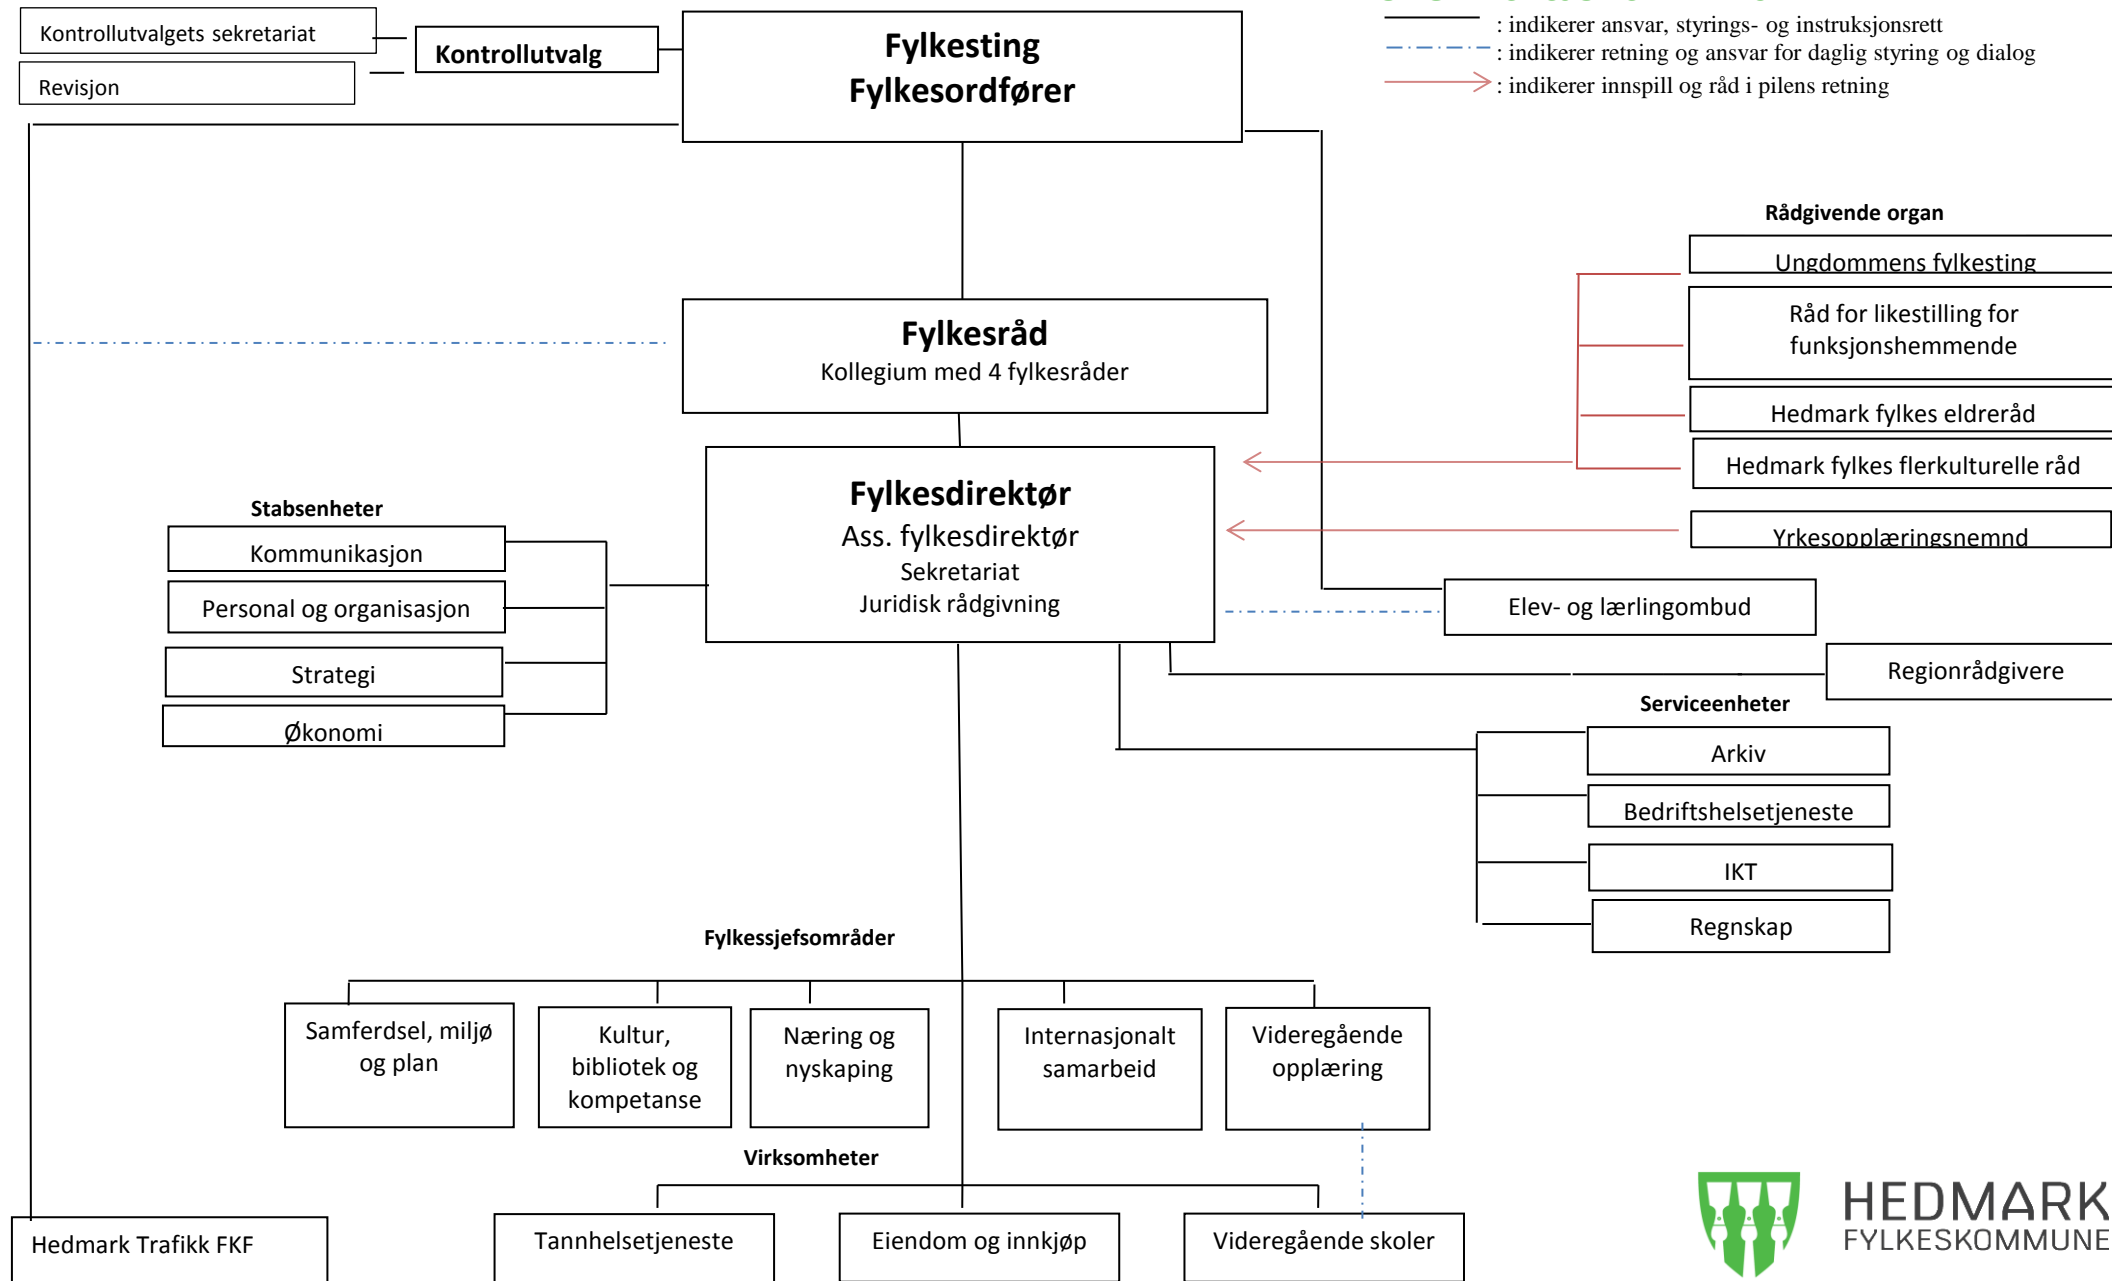 Kontrollutvalgets sekretariat
Revisjon
Kontrollutvalg
Fylkesting
Fylkesordfører
: indikerer ansvar, styrings- og instruksjonsrett
: indikerer retning og ansvar for daglig styring og dialog
: indikerer innspill og råd i pilens retning
Rådgivende organ
Ungdommens fylkesting
Råd for likestilling for
funksjonshemmende
Hedmark fylkes eldreråd
Hedmark fylkes flerkulturelle råd
Yrkesopplæringsnemnd
Fylkesråd
Kollegium med 4 fylkesråder
Fylkesdirektør
Ass. fylkesdirektør
Sekretariat
Juridisk rådgivning
Stabsenheter
Kommunikasjon
Personal og organisasjon
Strategi
Økonomi
Elev- og lærlingombud
Regionrådgivere
Serviceenheter
Arkiv
Bedriftshelsetjeneste
IKT
Regnskap
Fylkessjefsområder
Samferdsel, miljø
og plan
Kultur,
bibliotek og
kompetanse
Næring og
nyskaping
Internasjonalt
samarbeid
Videregående
opplæring
Virksomheter
Hedmark Trafikk FKF
Tannhelsetjeneste
Eiendom og innkjøp
Videregående skoler
HEDMARK
FYLKESKOMMUNE